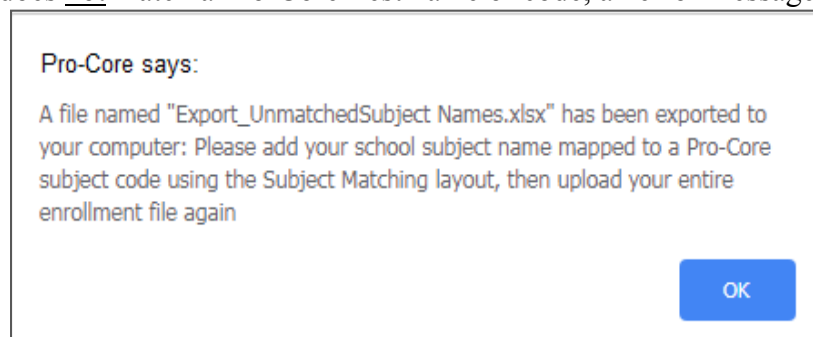 Pro-Core says:
A file named "Export_UnmatchedSubject Names.xlsx" has been exported to
your computer: Please add your school subject name mapped to a Pro-Core
subject code using the Subject Matching layout, then upload your entire
enrollment file again
OK